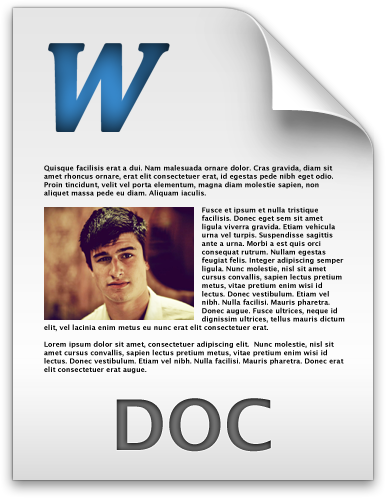 W
Quisque facilisis erat a dui. Nam malesuada ornare dolor. Cras gravida, diam sit
amet rhoncus ornare, erat elit consectetuer erat, id egestas pede nibh eget odio.
Proin tincidunt, velit vel porta elementum, magna diam molestie sapien, non
aliquet massa pede eu diam. Aliquam iaculis.
Fusce et ipsum et nulla tristique
facilisis. Donec eget sem sit amet
ligula viverra gravida. Etiam vehicula
urna vel turpis. Suspendisse sagittis
ante a urna. Morbi a est quis orci
consequat rutrum. Nullam egestas
feugiat felis. Integer adipiscing semper
ligula. Nunc molestie, nisl sit amet
cursus convallis, sapien lectus pretium
metus, vitae pretium enim wisi id
lectus. Donec vestibulum. Etiam vel
nibh. Nulla facilisi. Mauris pharetra.
Donec augue. Fusce ultrices, neque id
dignissim ultrices, tellus mauris dictum
elit, vel lacinia enim metus eu nunc erat elit consectetuer erat.
Lorem ipsum dolor sit amet, consectetuer adipiscing elit. Nunc molestie, nisl sit
amet cursus convallis, sapien lectus pretium metus, vitae pretium enim wisi id
lectus. Donec vestibulum. Etiam vel nibh. Nulla facilisi. Mauris pharetra. Donec erat
elit consectetuer erat augue.
DOC